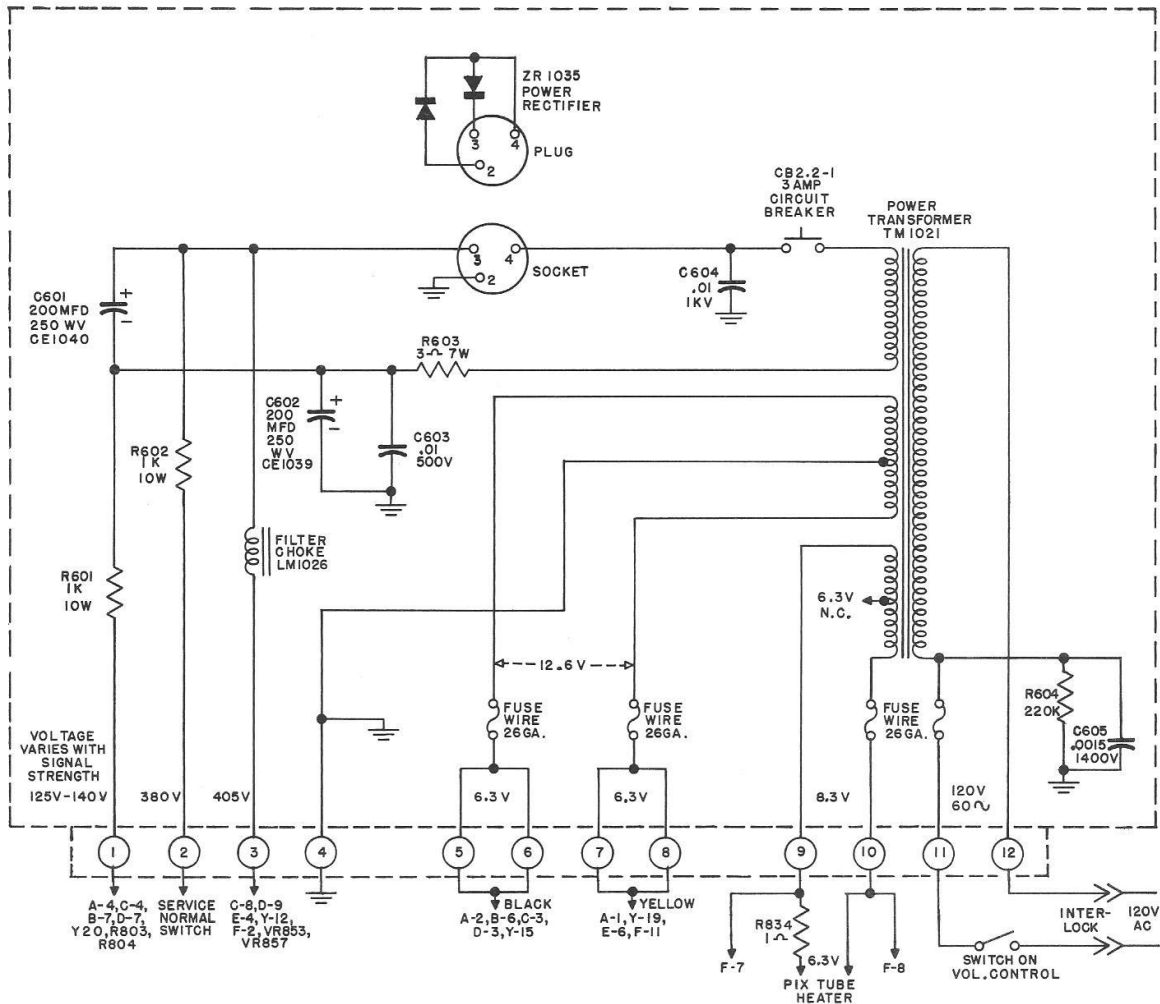 ZR 1035
POWER
RECTIFIER
3
4
2
PLUG
CB2.2-1
3 AMP
CIRCUIT
BREAKER
POWER
TRANSFORMER
TM1021
3
4
2
SOCKET
C604
.01
1KV
C601
200MFD
250 WV
CE1040
+
-
R603
3Ω 7W
C602
200
MFD
250
WV
CE1039
+
-
C603
.01
500V
R602
1K
10W
FILTER
CHOKE
LM1026
R601
1K
10W
6.3V
N.C.
12.6V
FUSE
WIRE
26GA.
FUSE
WIRE
26GA.
FUSE
WIRE
26GA.
R604
220K
C605
.0015
1400V
VOLTAGE
VARIES WITH
SIGNAL
STRENGTH
125V-140V
380V
405V
6.3V
6.3V
8.3V
120V
60∿
1
2
3
4
5
6
7
8
9
10
11
12
A-4,C-4,
B-7,D-7,
Y20,R803,
R804
SERVICE
NORMAL
SWITCH
C-8,D-9
E-4,Y-12,
F-2,VR853,
VR857
BLACK
A-2,B-6,C-3,
D-3,Y-15
YELLOW
A-1,Y-19,
E-6,F-11
F-7
R834
1Ω
6.3V
F-8
PIX TUBE
HEATER
INTER-
LOCK
120V
AC
SWITCH ON
VOL.CONTROL